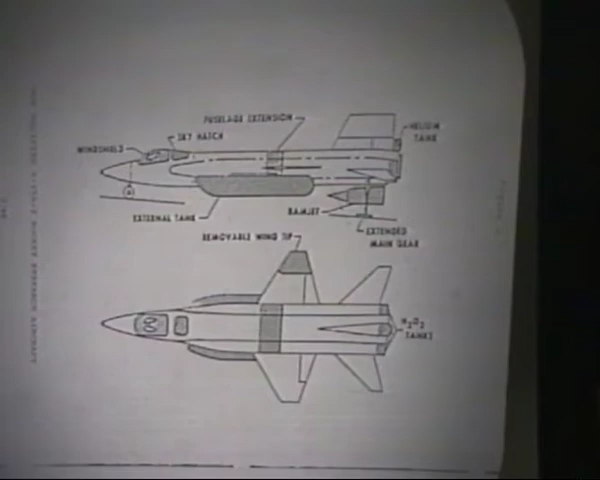 FUSELAGE EXTENSION
HELIUM
TANK
SKY HATCH
WINDSHIELD
EXTERNAL TANK
RAMJET
EXTENDED
MAIN GEAR
REMOVABLE WING TIP
H2O2
TANKS